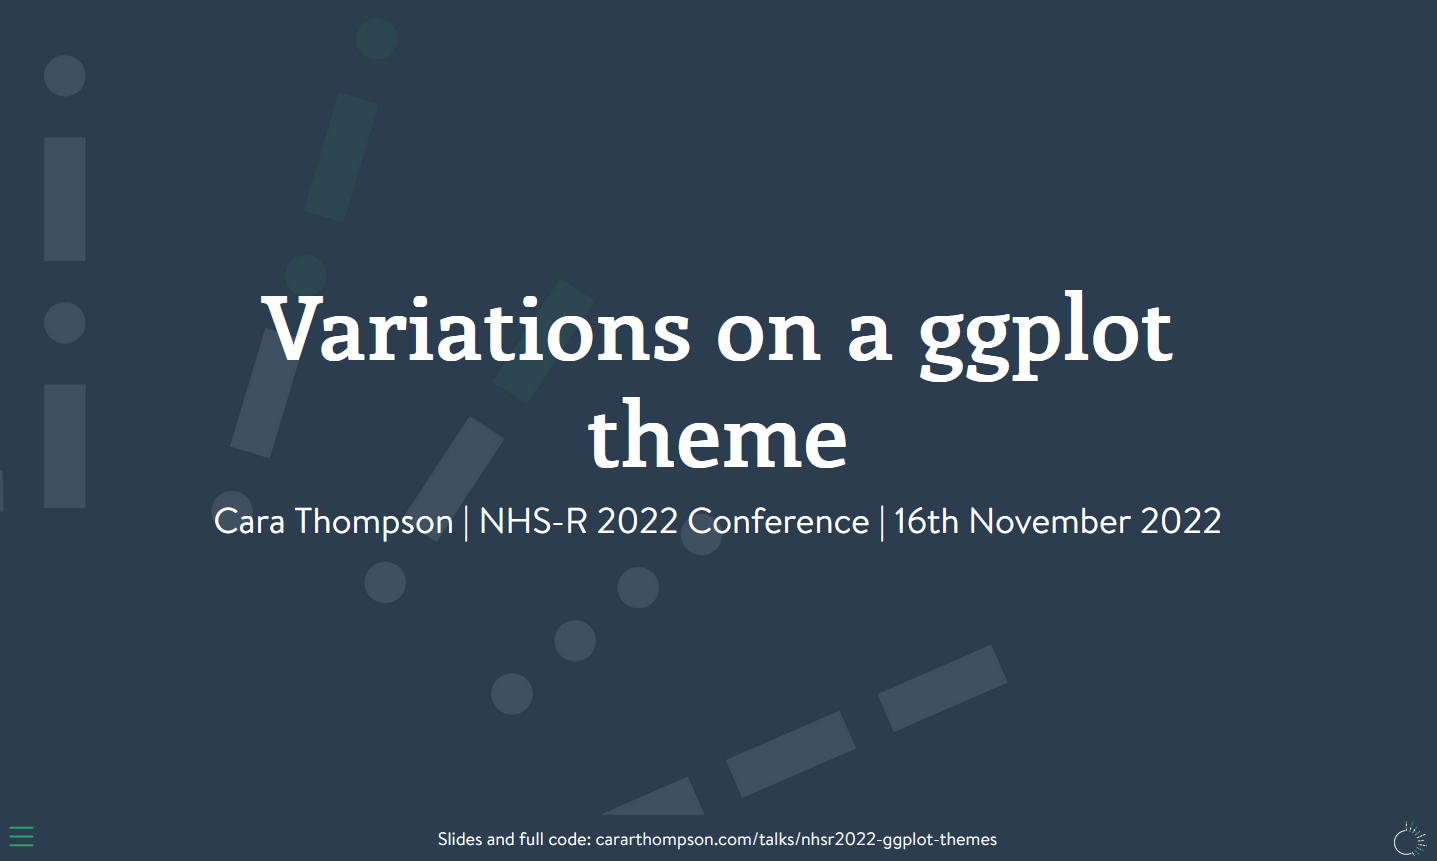 Variations on a ggplot
theme
Cara Thompson | NHS-R 2022 Conference | 16th November 2022
Slides and full code: cararthompson.com/talks/nhsr2022-ggplot-themes